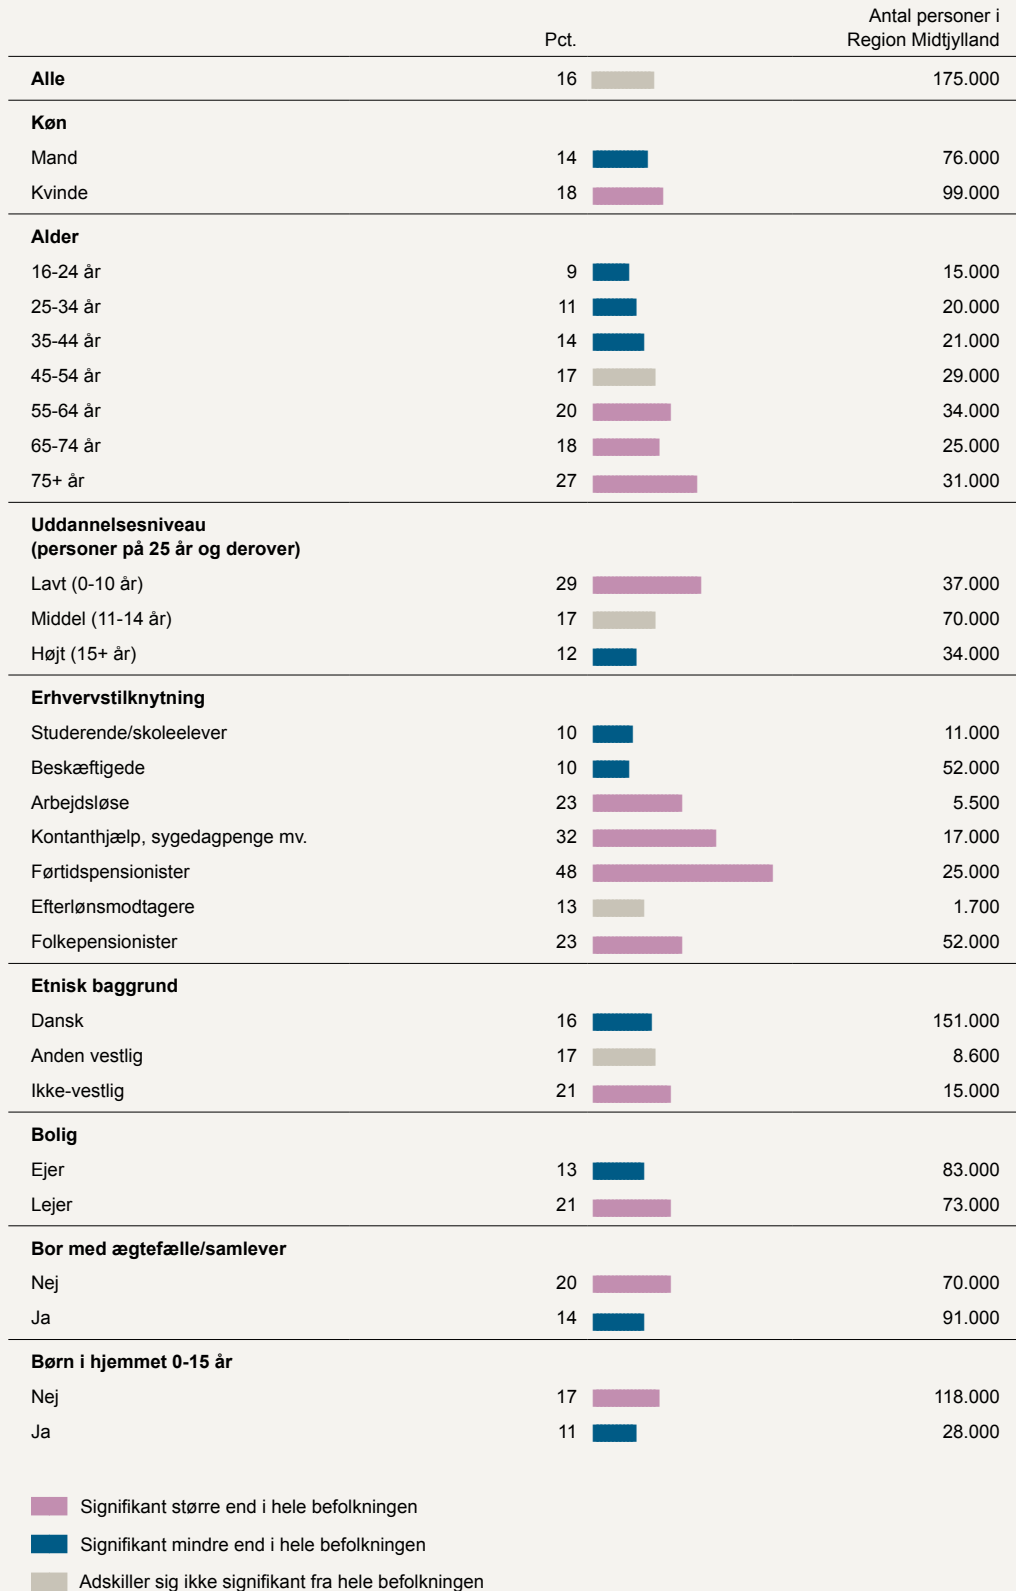 Pct.
Antal personer i
Region Midtjylland
Alle 16 175.000
Køn
Mand 14 76.000
Kvinde 18 99.000
Alder
16-24 år 9 15.000
25-34 år 11 20.000
35-44 år 14 21.000
45-54 år 17 29.000
55-64 år 20 34.000
65-74 år 18 25.000
75+ år 27 31.000
Uddannelsesniveau
(personer på 25 år og derover)
Lavt (0-10 år) 29 37.000
Middel (11-14 år) 17 70.000
Højt (15+ år) 12 34.000
Erhvervstilknytning
Studerende/skoleelever 10 11.000
Beskæftigede 10 52.000
Arbejdsløse 23 5.500
Kontanthjælp, sygedagpenge mv. 32 17.000
Førtidspensionister 48 25.000
Efterlønsmodtagere 13 1.700
Folkepensionister 23 52.000
Etnisk baggrund
Dansk 16 151.000
Anden vestlig 17 8.600
Ikke-vestlig 21 15.000
Bolig
Ejer 13 83.000
Lejer 21 73.000
Bor med ægtefælle/samlever
Nej 20 70.000
Ja 14 91.000
Børn i hjemmet 0-15 år
Nej 17 118.000
Ja 11 28.000
Signifikant større end i hele befolkningen
Signifikant mindre end i hele befolkningen
Adskiller sig ikke signifikant fra hele befolkningen